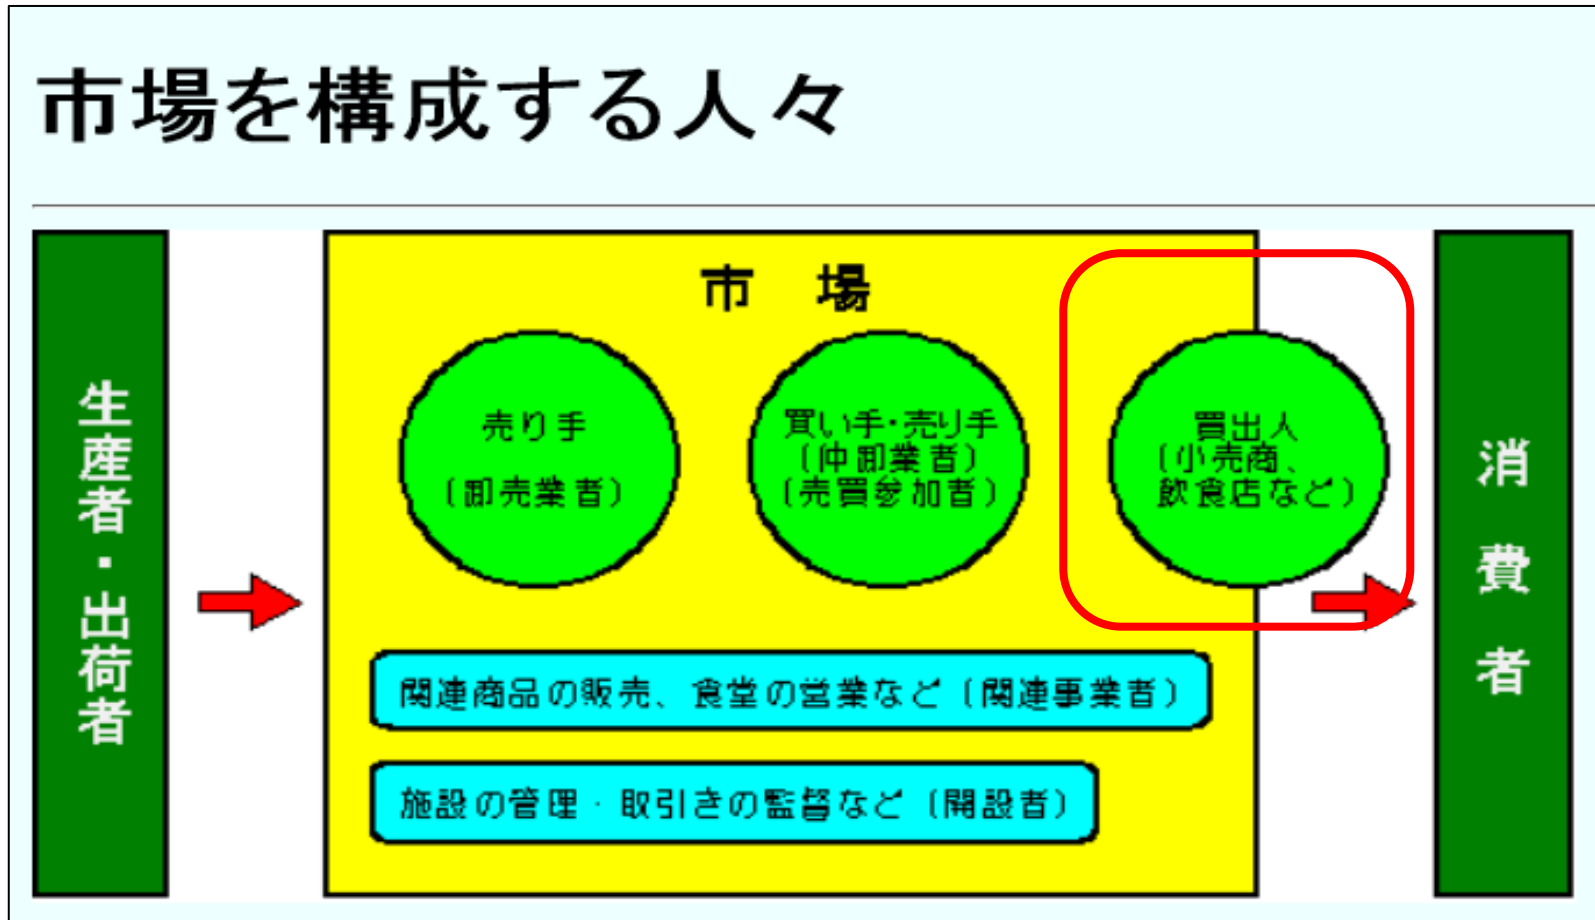 市場を構成する人々
生産者・出荷者
市 場
売り手
(卸売業者)
買い手・売り手
(仲卸業者)
(売買参加者)
買出人
(小売商、
飲食店など)
関連商品の販売、食堂の営業など(関連事業者)
施設の管理・取引きの監督など(開設者)
消費者